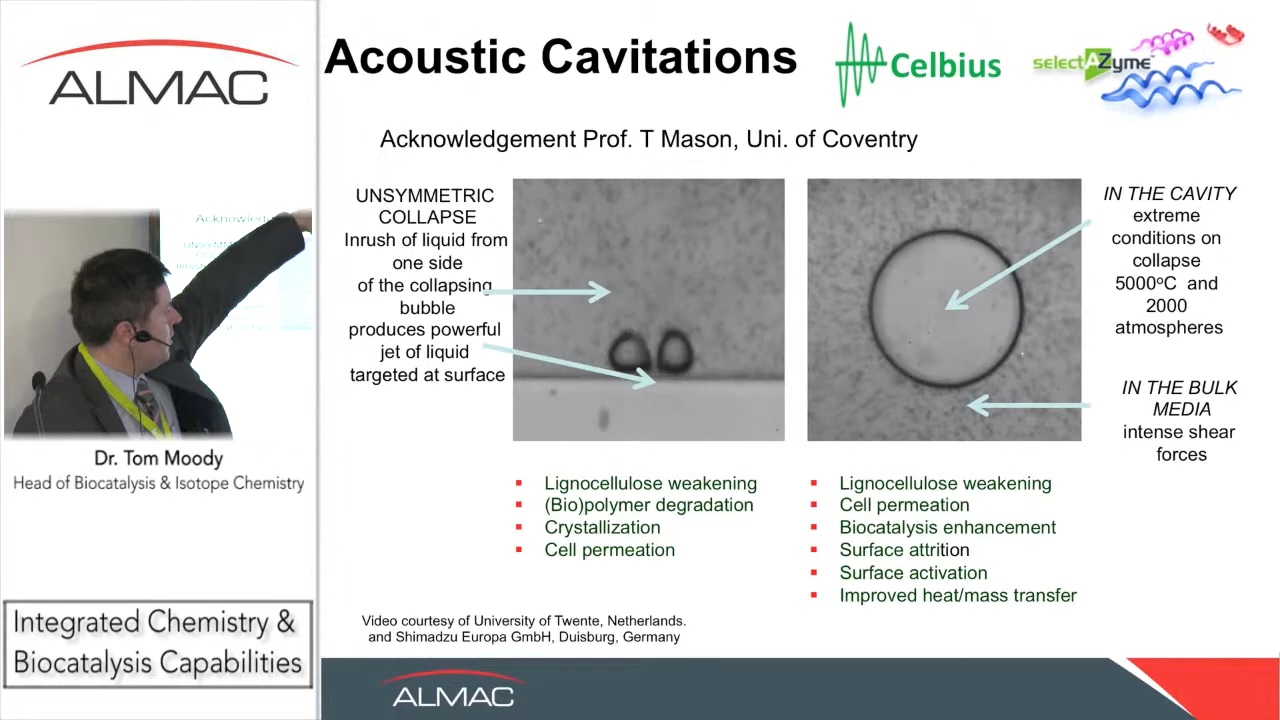 ALMAC
Acoustic Cavitations
Celbius
selectAZyme
Acknowledgement Prof. T Mason, Uni. of Coventry
UNSYMMETRIC
COLLAPSE
Inrush of liquid from
one side
of the collapsing
bubble
produces powerful
jet of liquid
targeted at surface
IN THE CAVITY
extreme
conditions on
collapse
5000ºC and
2000
atmospheres
IN THE BULK
MEDIA
intense shear
forces
Lignocellulose weakening
(Bio)polymer degradation
Crystallization
Cell permeation
Lignocellulose weakening
Cell permeation
Biocatalysis enhancement
Surface attrition
Surface activation
Improved heat/mass transfer
Video courtesy of University of Twente, Netherlands.
and Shimadzu Europa GmbH, Duisburg, Germany
Dr. Tom Moody
Head of Biocatalysis & Isotope Chemistry
Integrated Chemistry &
Biocatalysis Capabilities
ALMAC